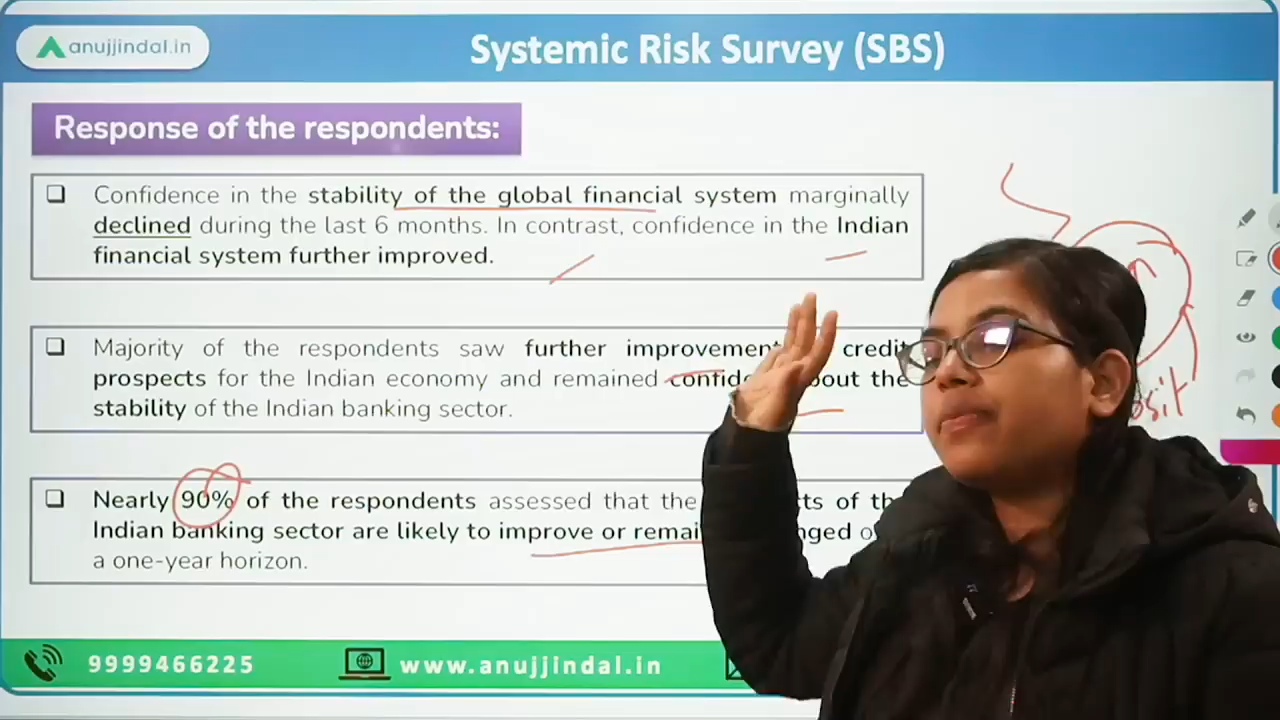 anujjindal.in
Systemic Risk Survey (SBS)
Response of the respondents:
Confidence in the stability of the global financial system marginally
declined during the last 6 months. In contrast, confidence in the Indian
financial system further improved.
Majority of the respondents saw further improvement credit
prospects for the Indian economy and remained about the
stability of the Indian banking sector.
Nearly 90% of the respondents assessed that the of
Indian banking sector are likely to improve or
a one-year horizon.
9999466225
www.anujjindal.in